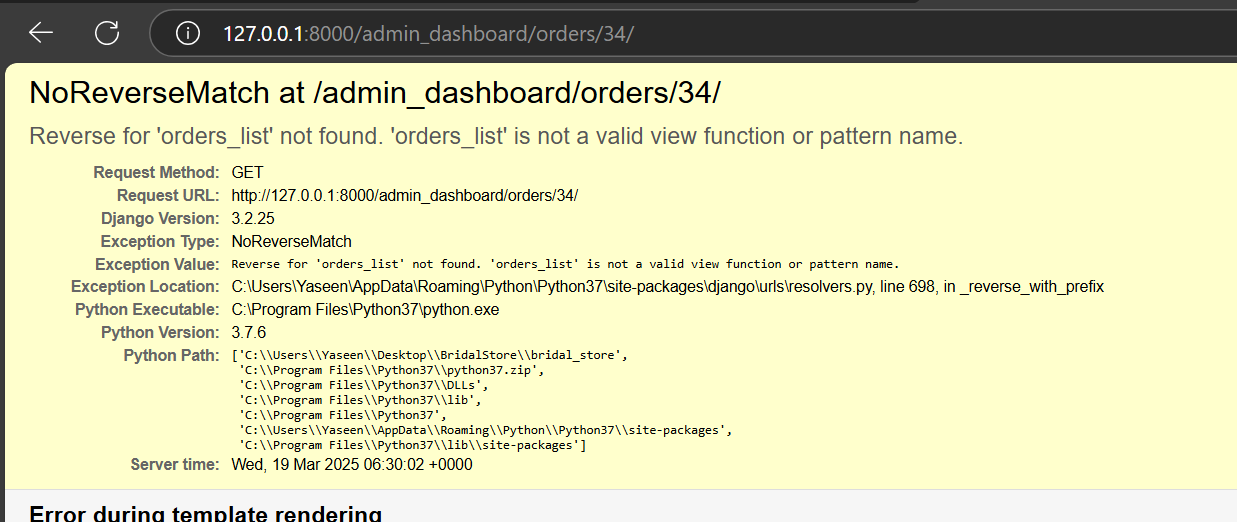 127.0.0.1:8000/admin_dashboard/orders/34/
NoReverseMatch at /admin_dashboard/orders/34/
Reverse for 'orders_list' not found. 'orders_list' is not a valid view function or pattern name.
Request Method: GET
Request URL: http://127.0.0.1:8000/admin_dashboard/orders/34/
Django Version: 3.2.25
Exception Type: NoReverseMatch
Exception Value: Reverse for 'orders_list' not found. 'orders_list' is not a valid view function or pattern name.
Exception Location: C:\Users\Yaseen\AppData\Roaming\Python\Python37\site-packages\django\urls\resolvers.py, line 698, in _reverse_with_prefix
Python Executable: C:\Program Files\Python37\python.exe
Python Version: 3.7.6
Python Path: ['C:\\Users\\Yaseen\\Desktop\\BridalStore\\bridal_store',
'C:\\Program Files\\Python37\\python37.zip',
'C:\\Program Files\\Python37\\DLLs',
'C:\\Program Files\\Python37\\lib',
'C:\\Program Files\\Python37',
'C:\\Users\\Yaseen\\AppData\\Roaming\\Python\\Python37\\site-packages',
'C:\\Program Files\\Python37\\lib\\site-packages']
Server time: Wed, 19 Mar 2025 06:30:02 +0000
Error during template rendering